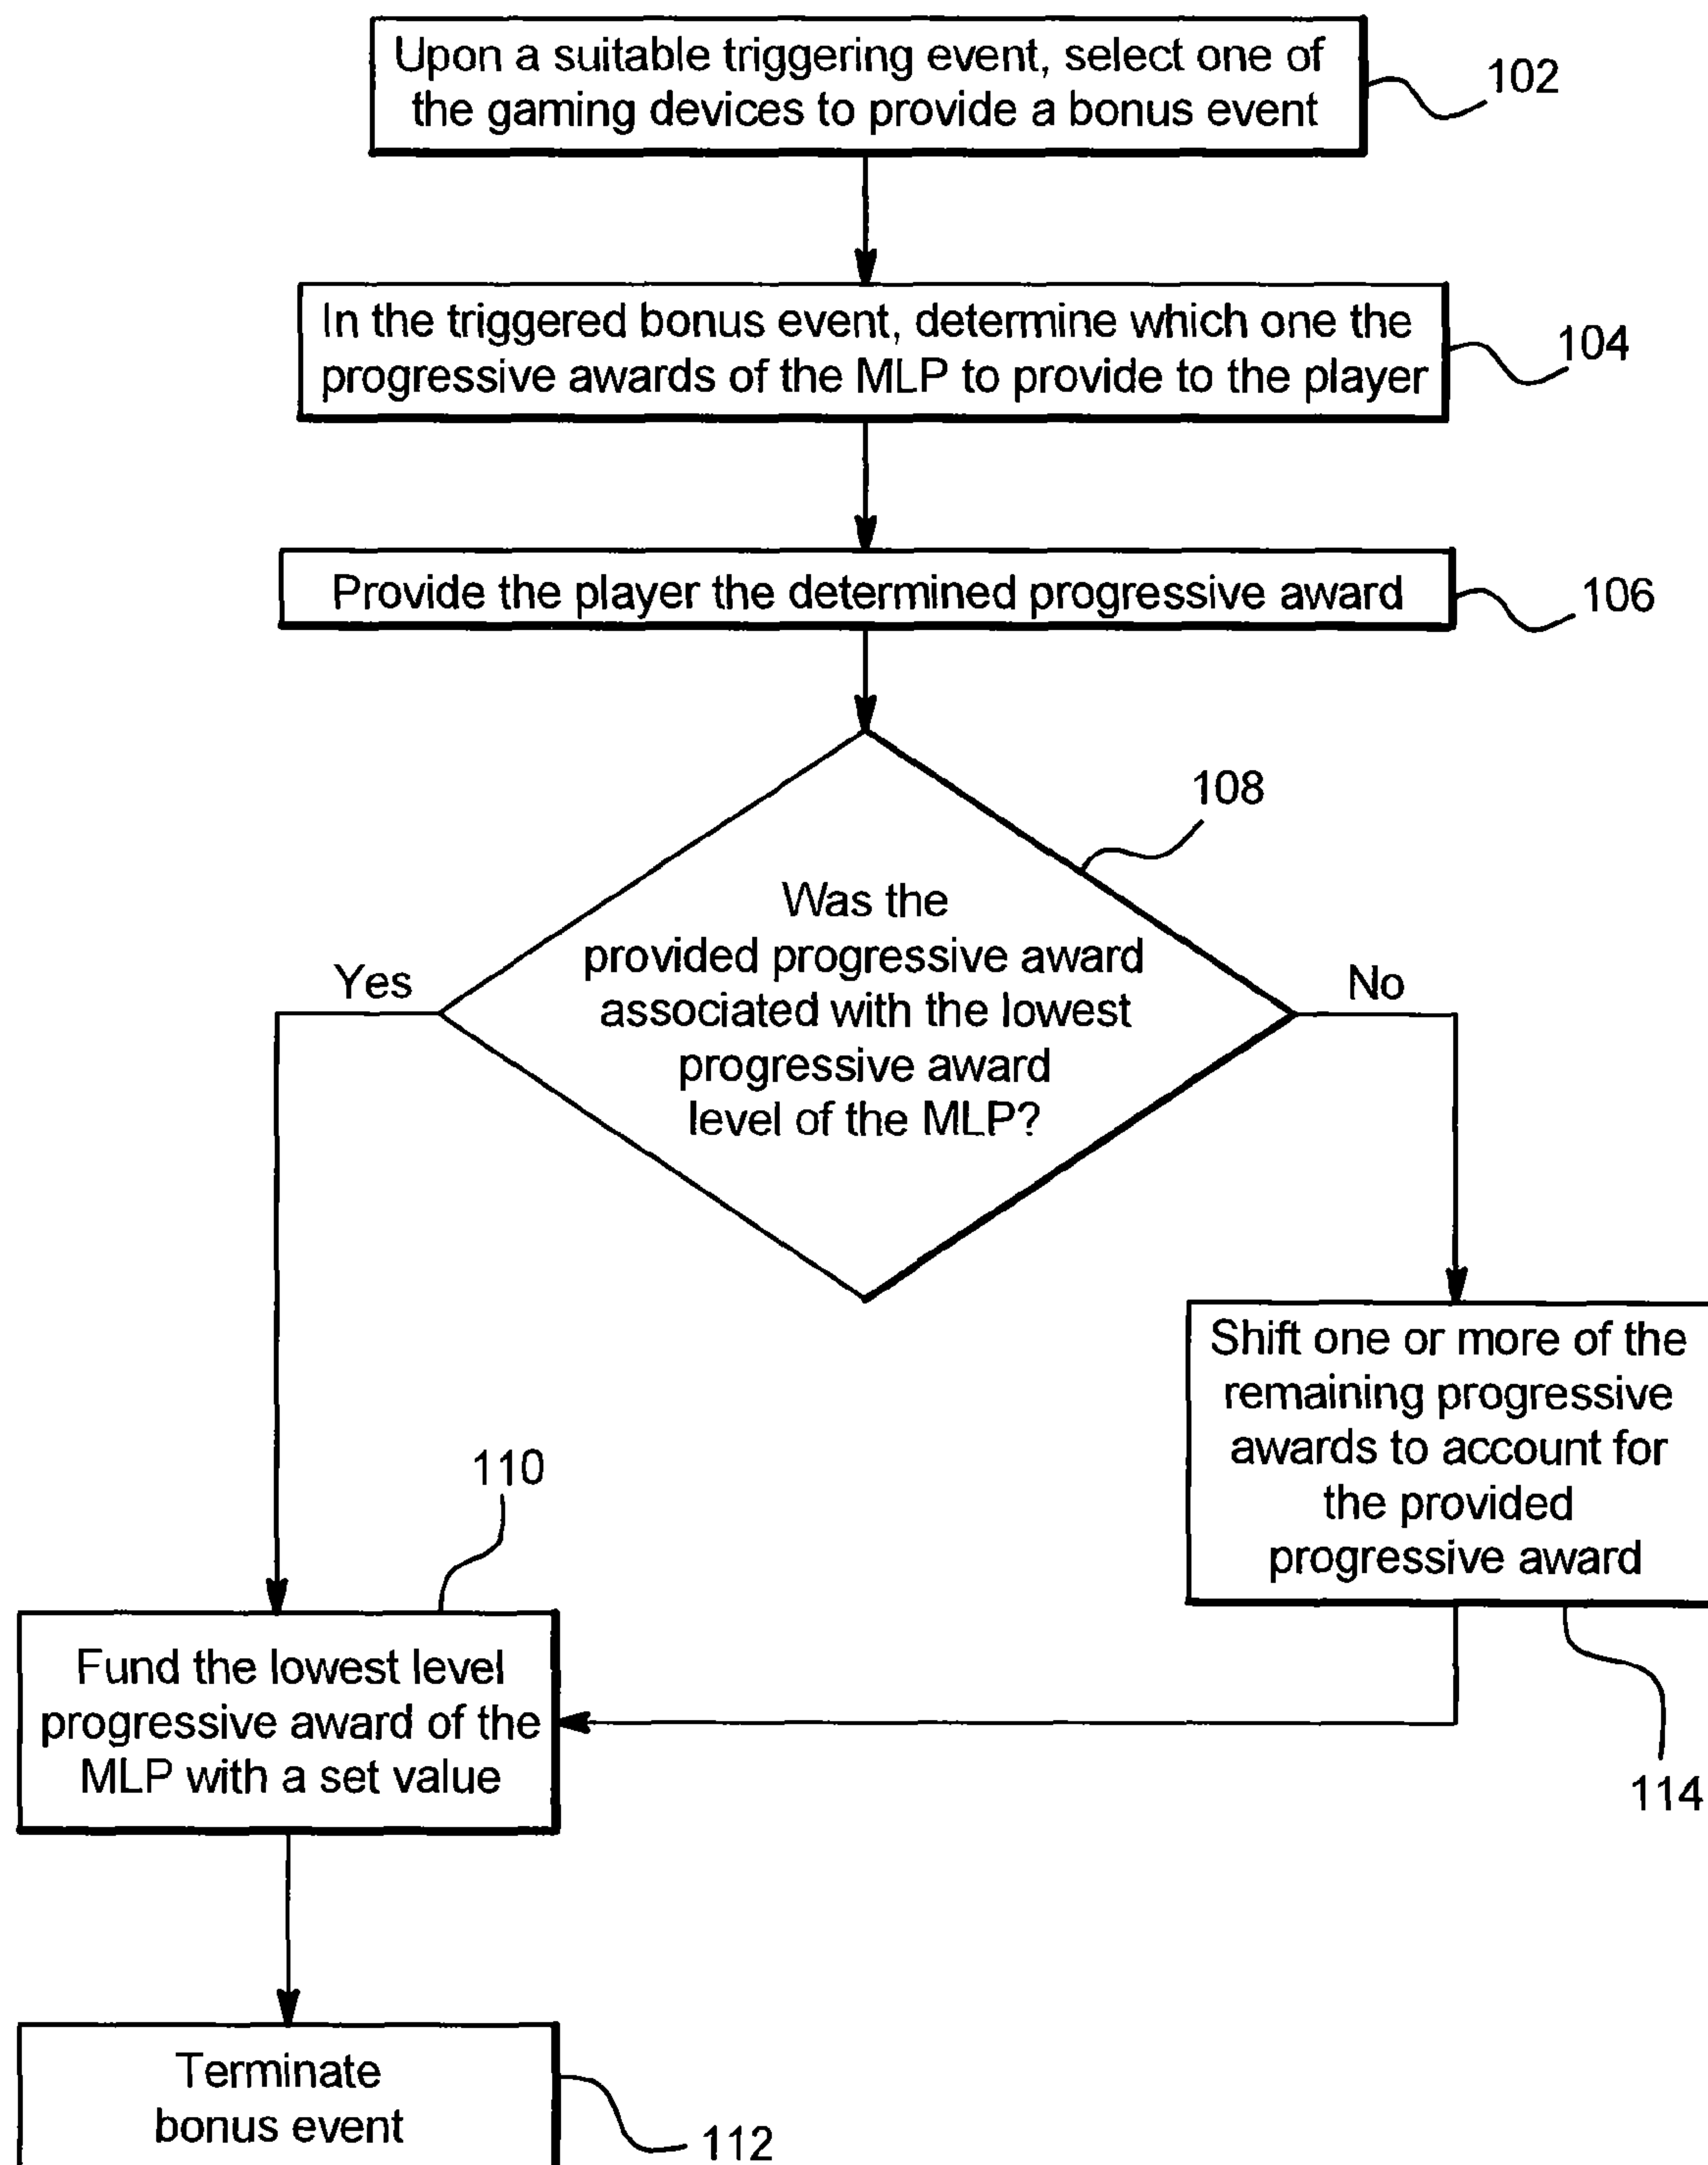 Upon a suitable triggering event, select one of
the gaming devices to provide a bonus event
102
In the triggered bonus event, determine which one the
progressive awards of the MLP to provide to the player
104
Provide the player the determined progressive award
106
108
Was the
provided progressive award
associated with the lowest
progressive award
level of the MLP?
Yes
No
Shift one or more of the
remaining progressive
awards to account for
the provided
progressive award
114
110
Fund the lowest level
progressive award of the
MLP with a set value
Terminate
bonus event
112